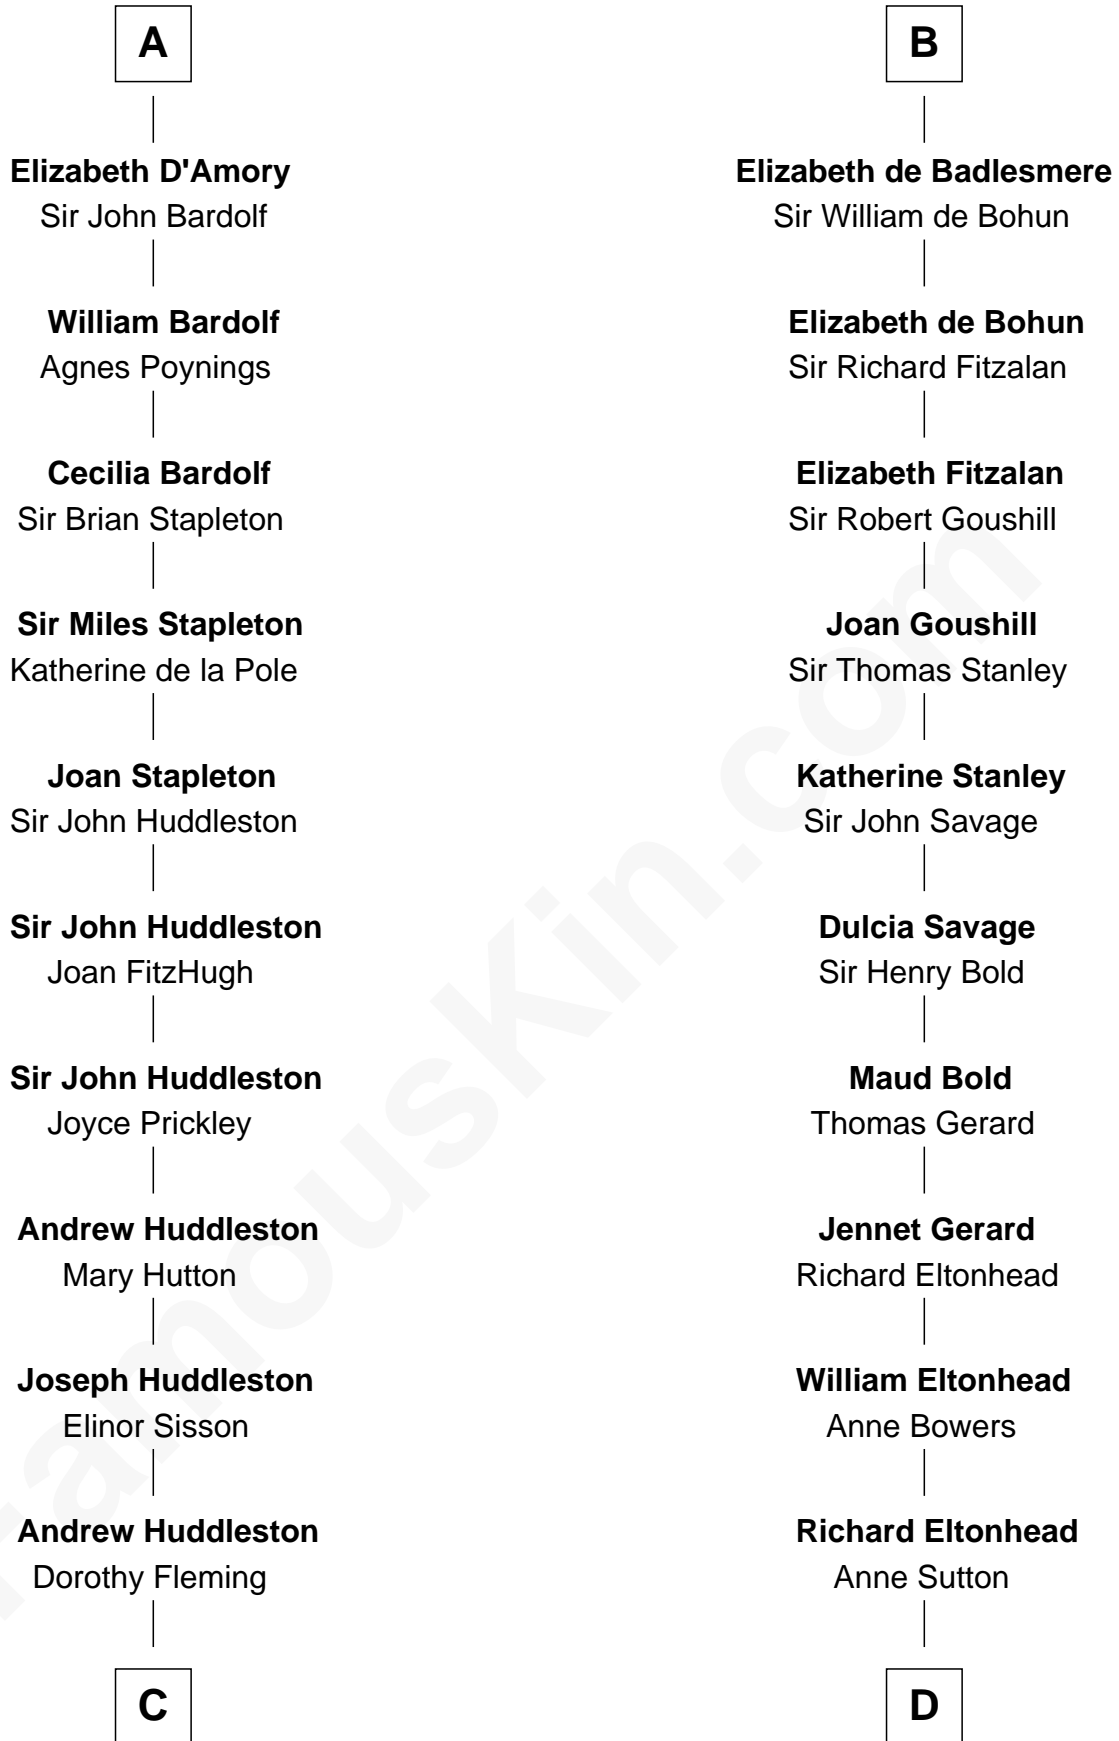 A
Elizabeth D'Amory
Sir John Bardolf
William Bardolf
Agnes Poynings
Cecilia Bardolf
Sir Brian Stapleton
Sir Miles Stapleton
Katherine de la Pole
Joan Stapleton
Sir John Huddleston
Sir John Huddleston
Joan FitzHugh
Sir John Huddleston
Joyce Prickley
Andrew Huddleston
Mary Hutton
Joseph Huddleston
Elinor Sisson
Andrew Huddleston
Dorothy Fleming
C
B
Elizabeth de Badlesmere
Sir William de Bohun
Elizabeth de Bohun
Sir Richard Fitzalan
Elizabeth Fitzalan
Sir Robert Goushill
Joan Goushill
Sir Thomas Stanley
Katherine Stanley
Sir John Savage
Dulcia Savage
Sir Henry Bold
Maud Bold
Thomas Gerard
Jennet Gerard
Richard Eltonhead
William Eltonhead
Anne Bowers
Richard Eltonhead
Anne Sutton
D
FamousKin.com